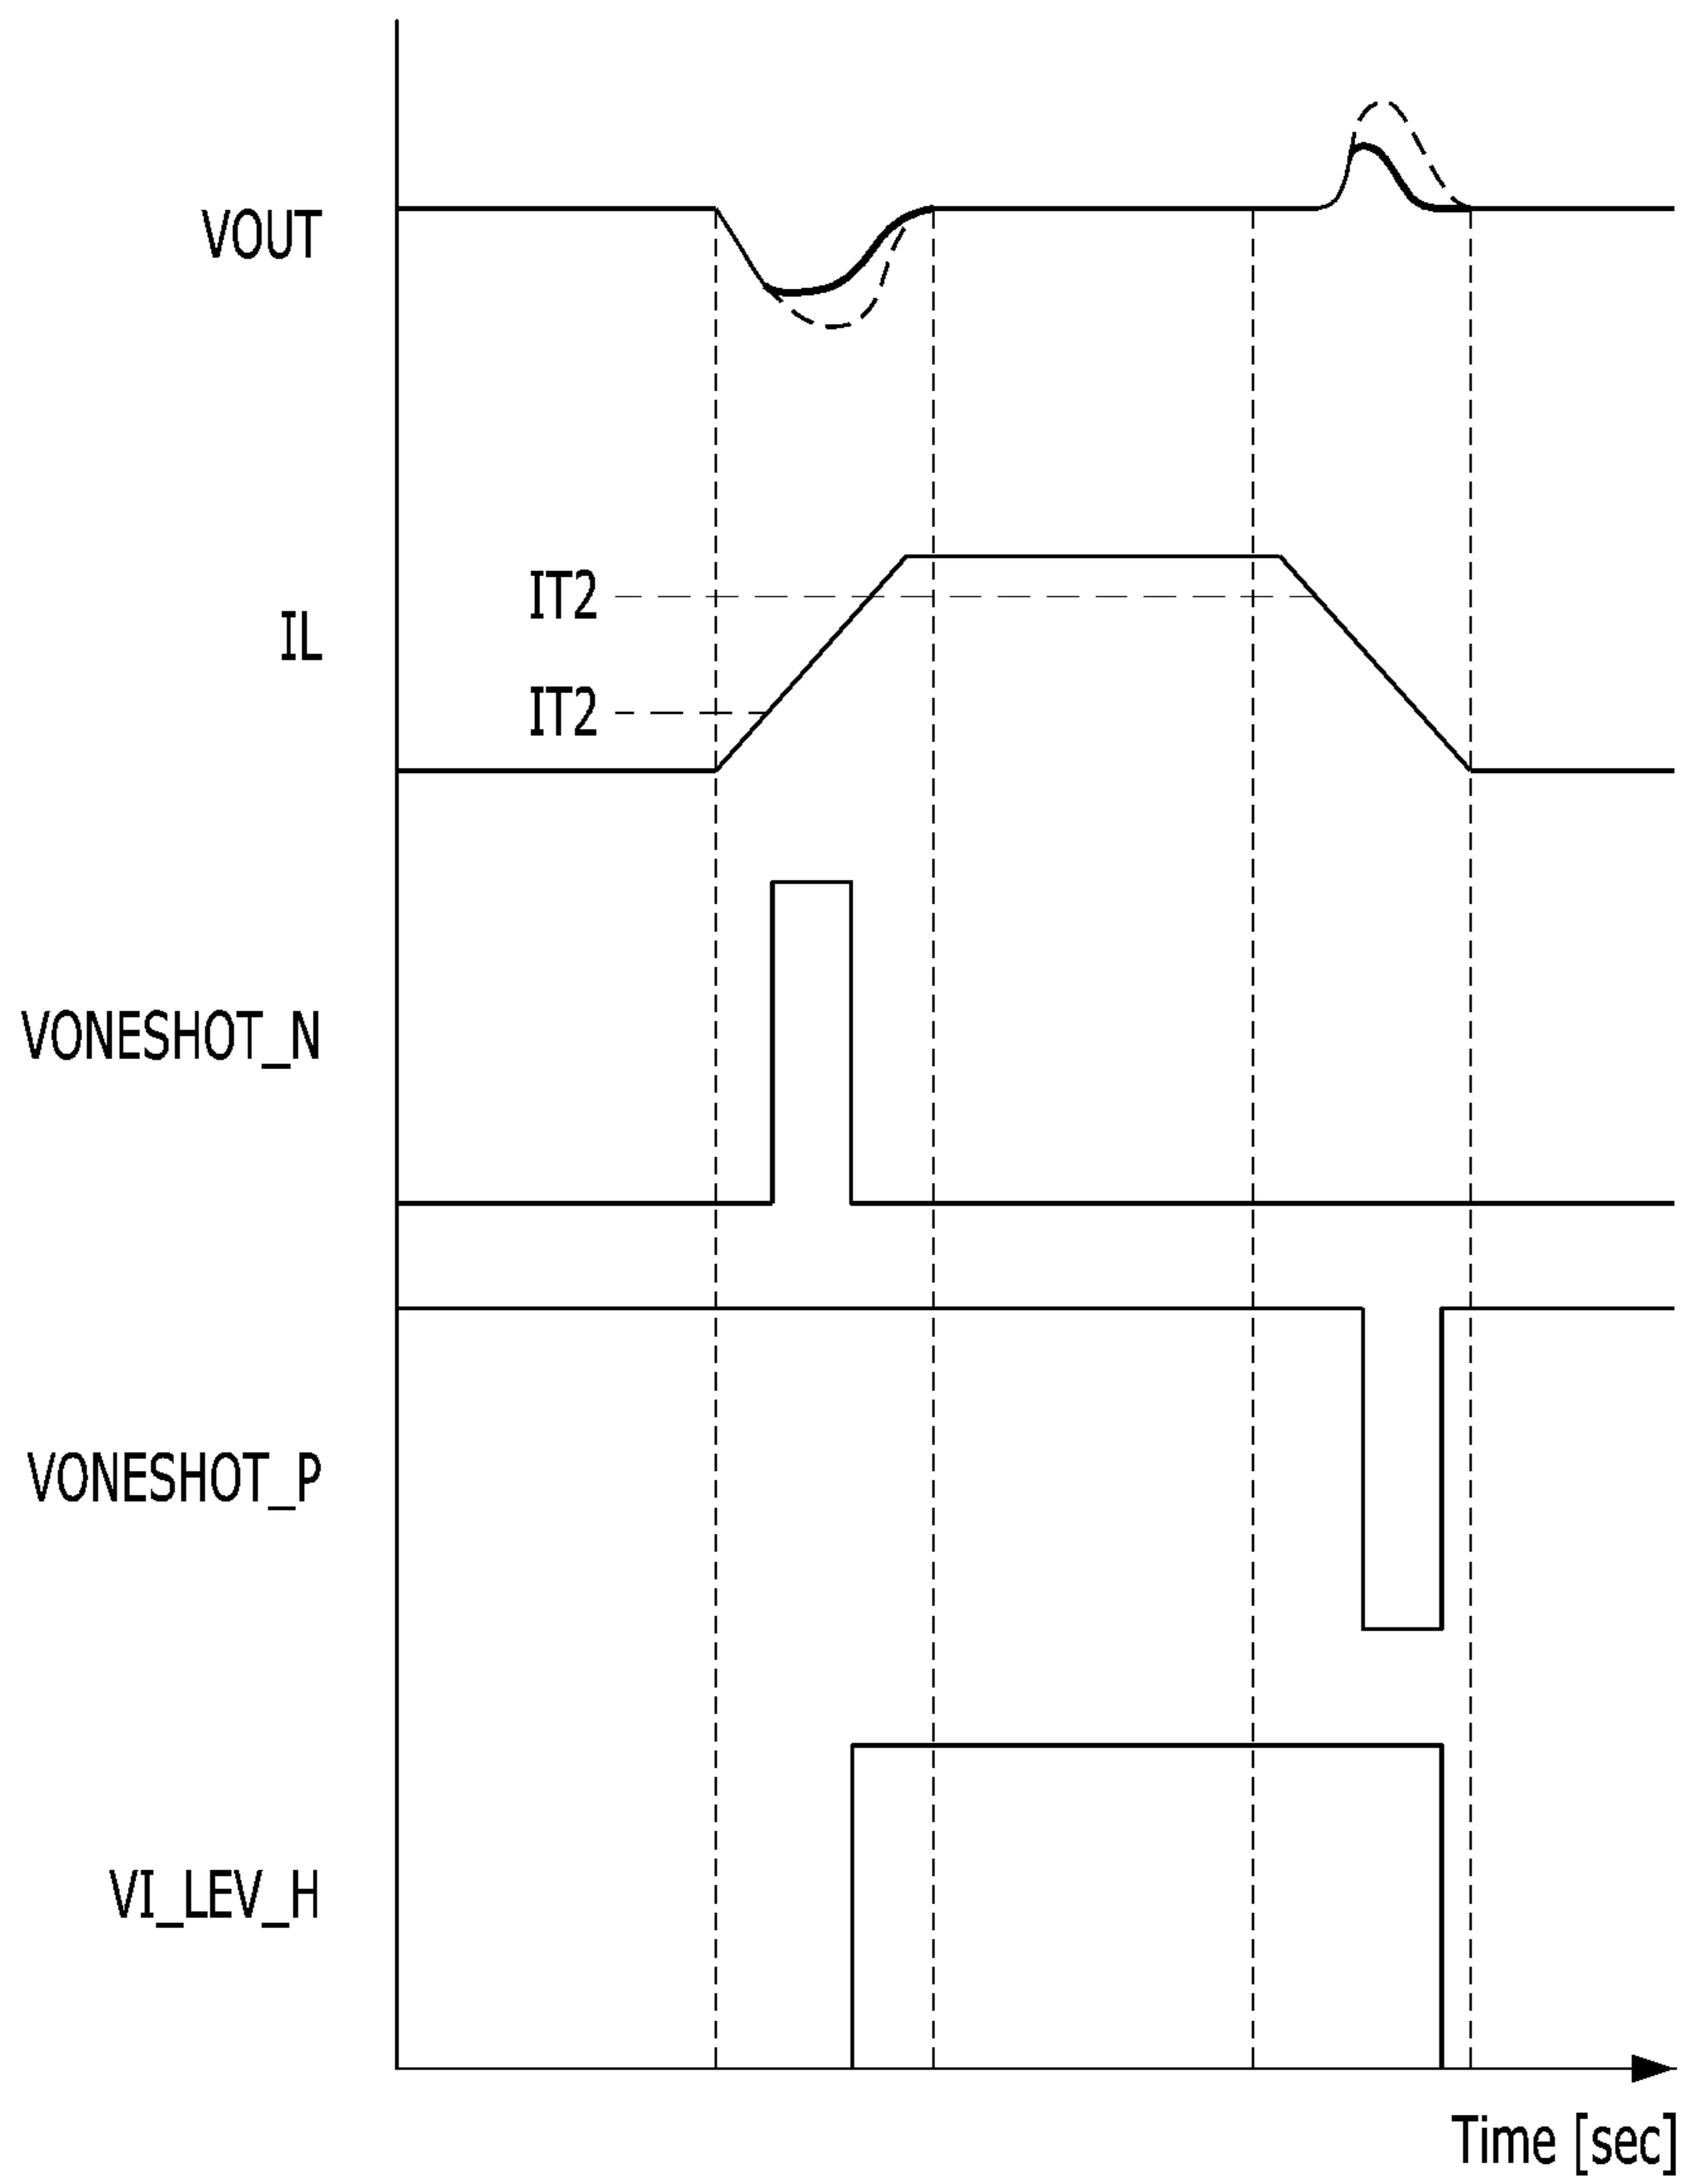 VOUT
IT2
IL
IT2
VONESHOT_N
VONESHOT_P
VI_LEV_H
Time [sec]